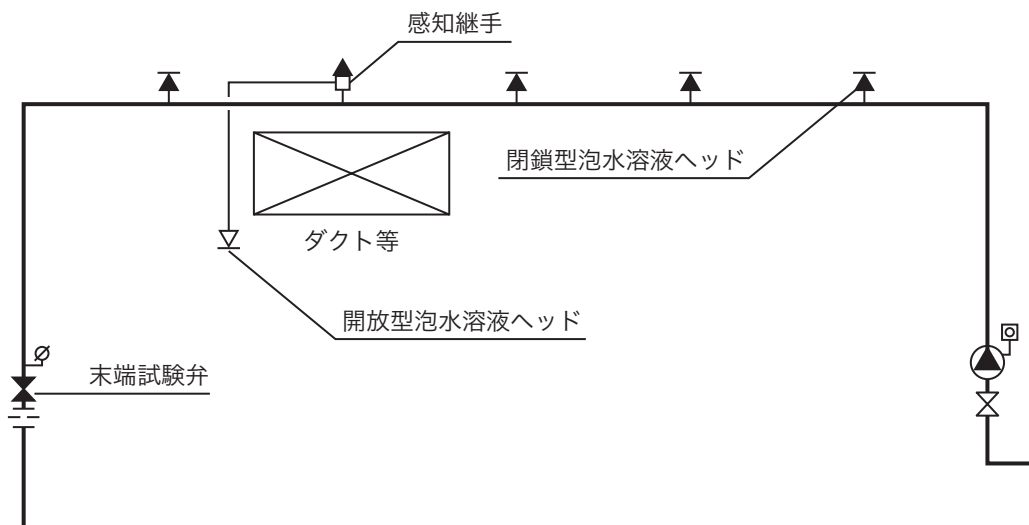 感知継手
閉鎖型泡水溶液ヘッド
ダクト等
開放型泡水溶液ヘッド
末端試験弁